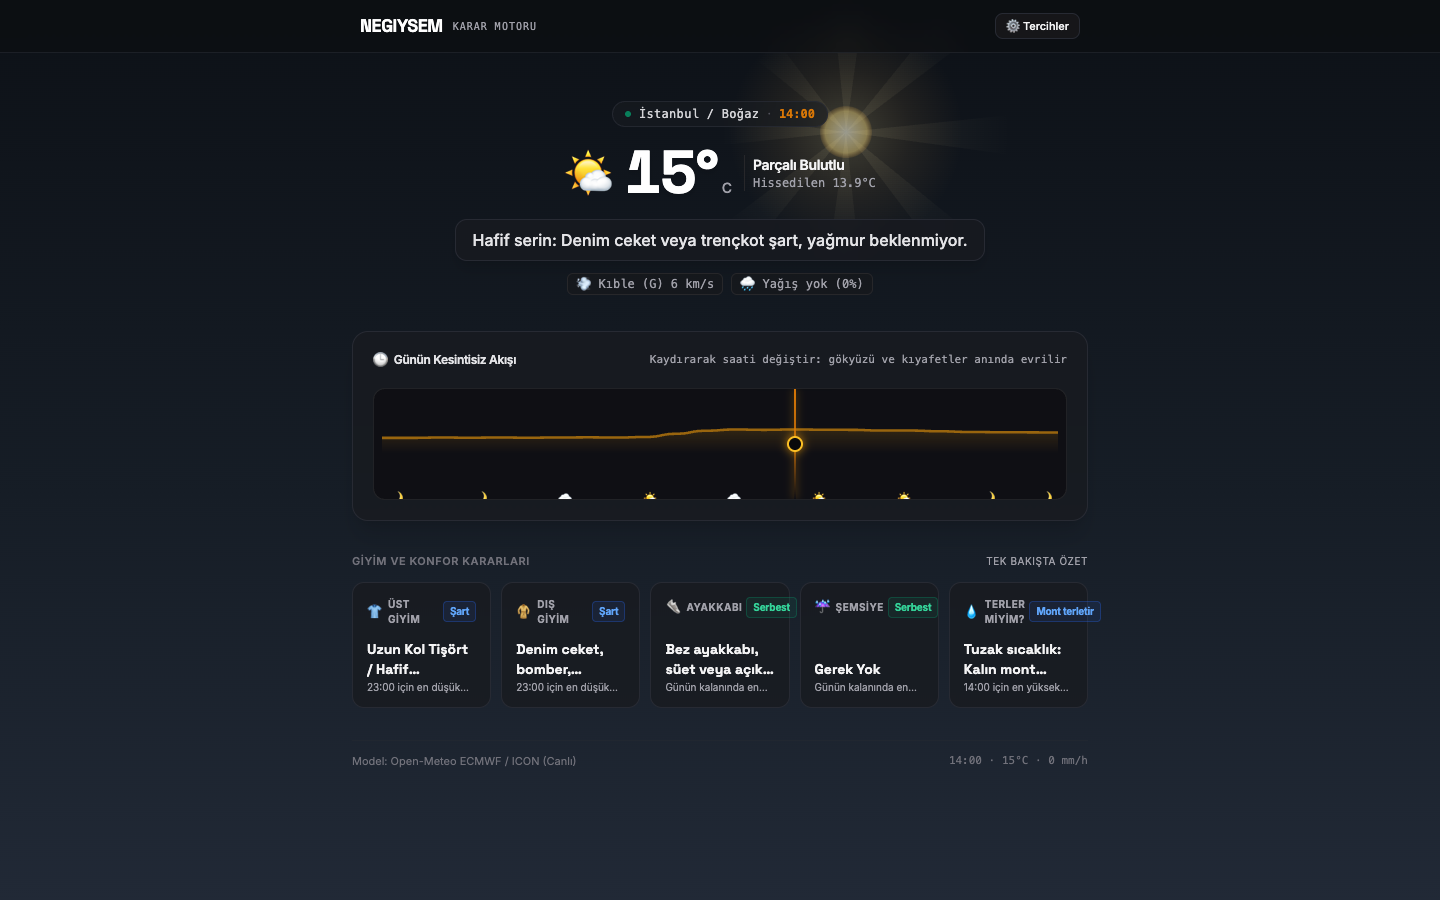 NEGIYSEM KARAR MOTORU
Tercihler
İstanbul / Boğaz · 14:00
15° C
Parçalı Bulutlu
Hissedilen 13.9°C
Hafif serin: Denim ceket veya trençkot şart, yağmur beklenmiyor.
Kıble (G) 6 km/s
Yağış yok (0%)
Günün Kesintisiz Akışı
Kaydırarak saati değiştir: gökyüzü ve kıyafetler anında evrilir
GİYİM VE KONFOR KARARLARI
TEK BAKIŞTA ÖZET
ÜST
GİYİM
Şart
Uzun Kol Tişört
/ Hafif...
23:00 için en düşük...
DIŞ
GİYİM
Şart
Denim ceket,
bomber,...
23:00 için en düşük...
AYAKKABI
Serbest
Bez ayakkabı,
süet veya açık...
Günün kalanında en...
ŞEMSİYE
Serbest
Gerek Yok
Günün kalanında en...
TERLER
MİYİM?
Mont terletir
Tuzak sıcaklık:
Kalın mont...
14:00 için en yüksek...
Model: Open-Meteo ECMWF / ICON (Canlı)
14:00 · 15°C · 0 mm/h